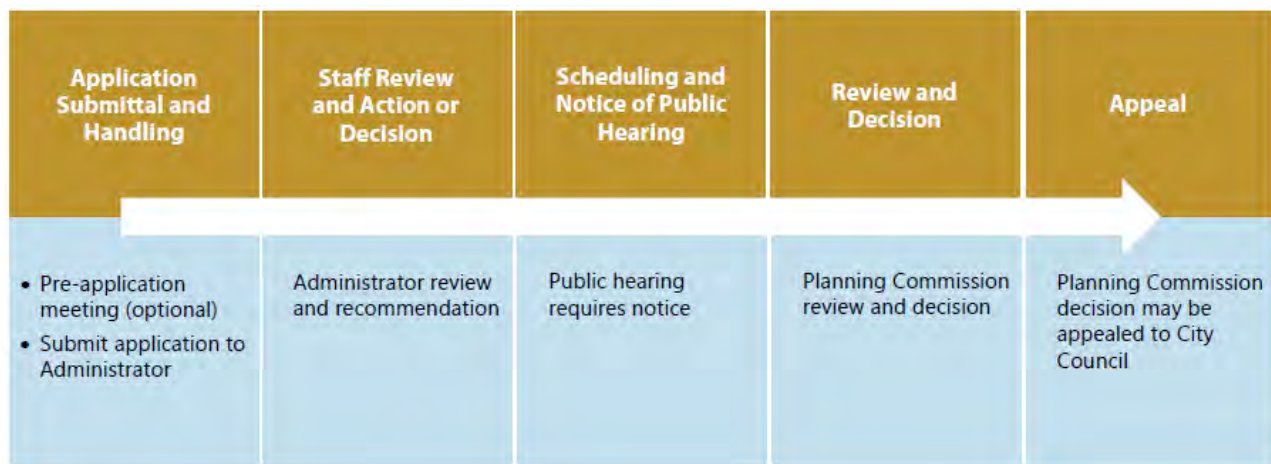 Application
Submittal and
Handling
Staff Review
and Action or
Decision
Scheduling and
Notice of Public
Hearing
Review and
Decision
Appeal
• Pre-application
meeting (optional)
• Submit application to
Administrator
Administrator review
and recommendation
Public hearing
requires notice
Planning Commission
review and decision
Planning Commission
decision may be
appealed to City
Council